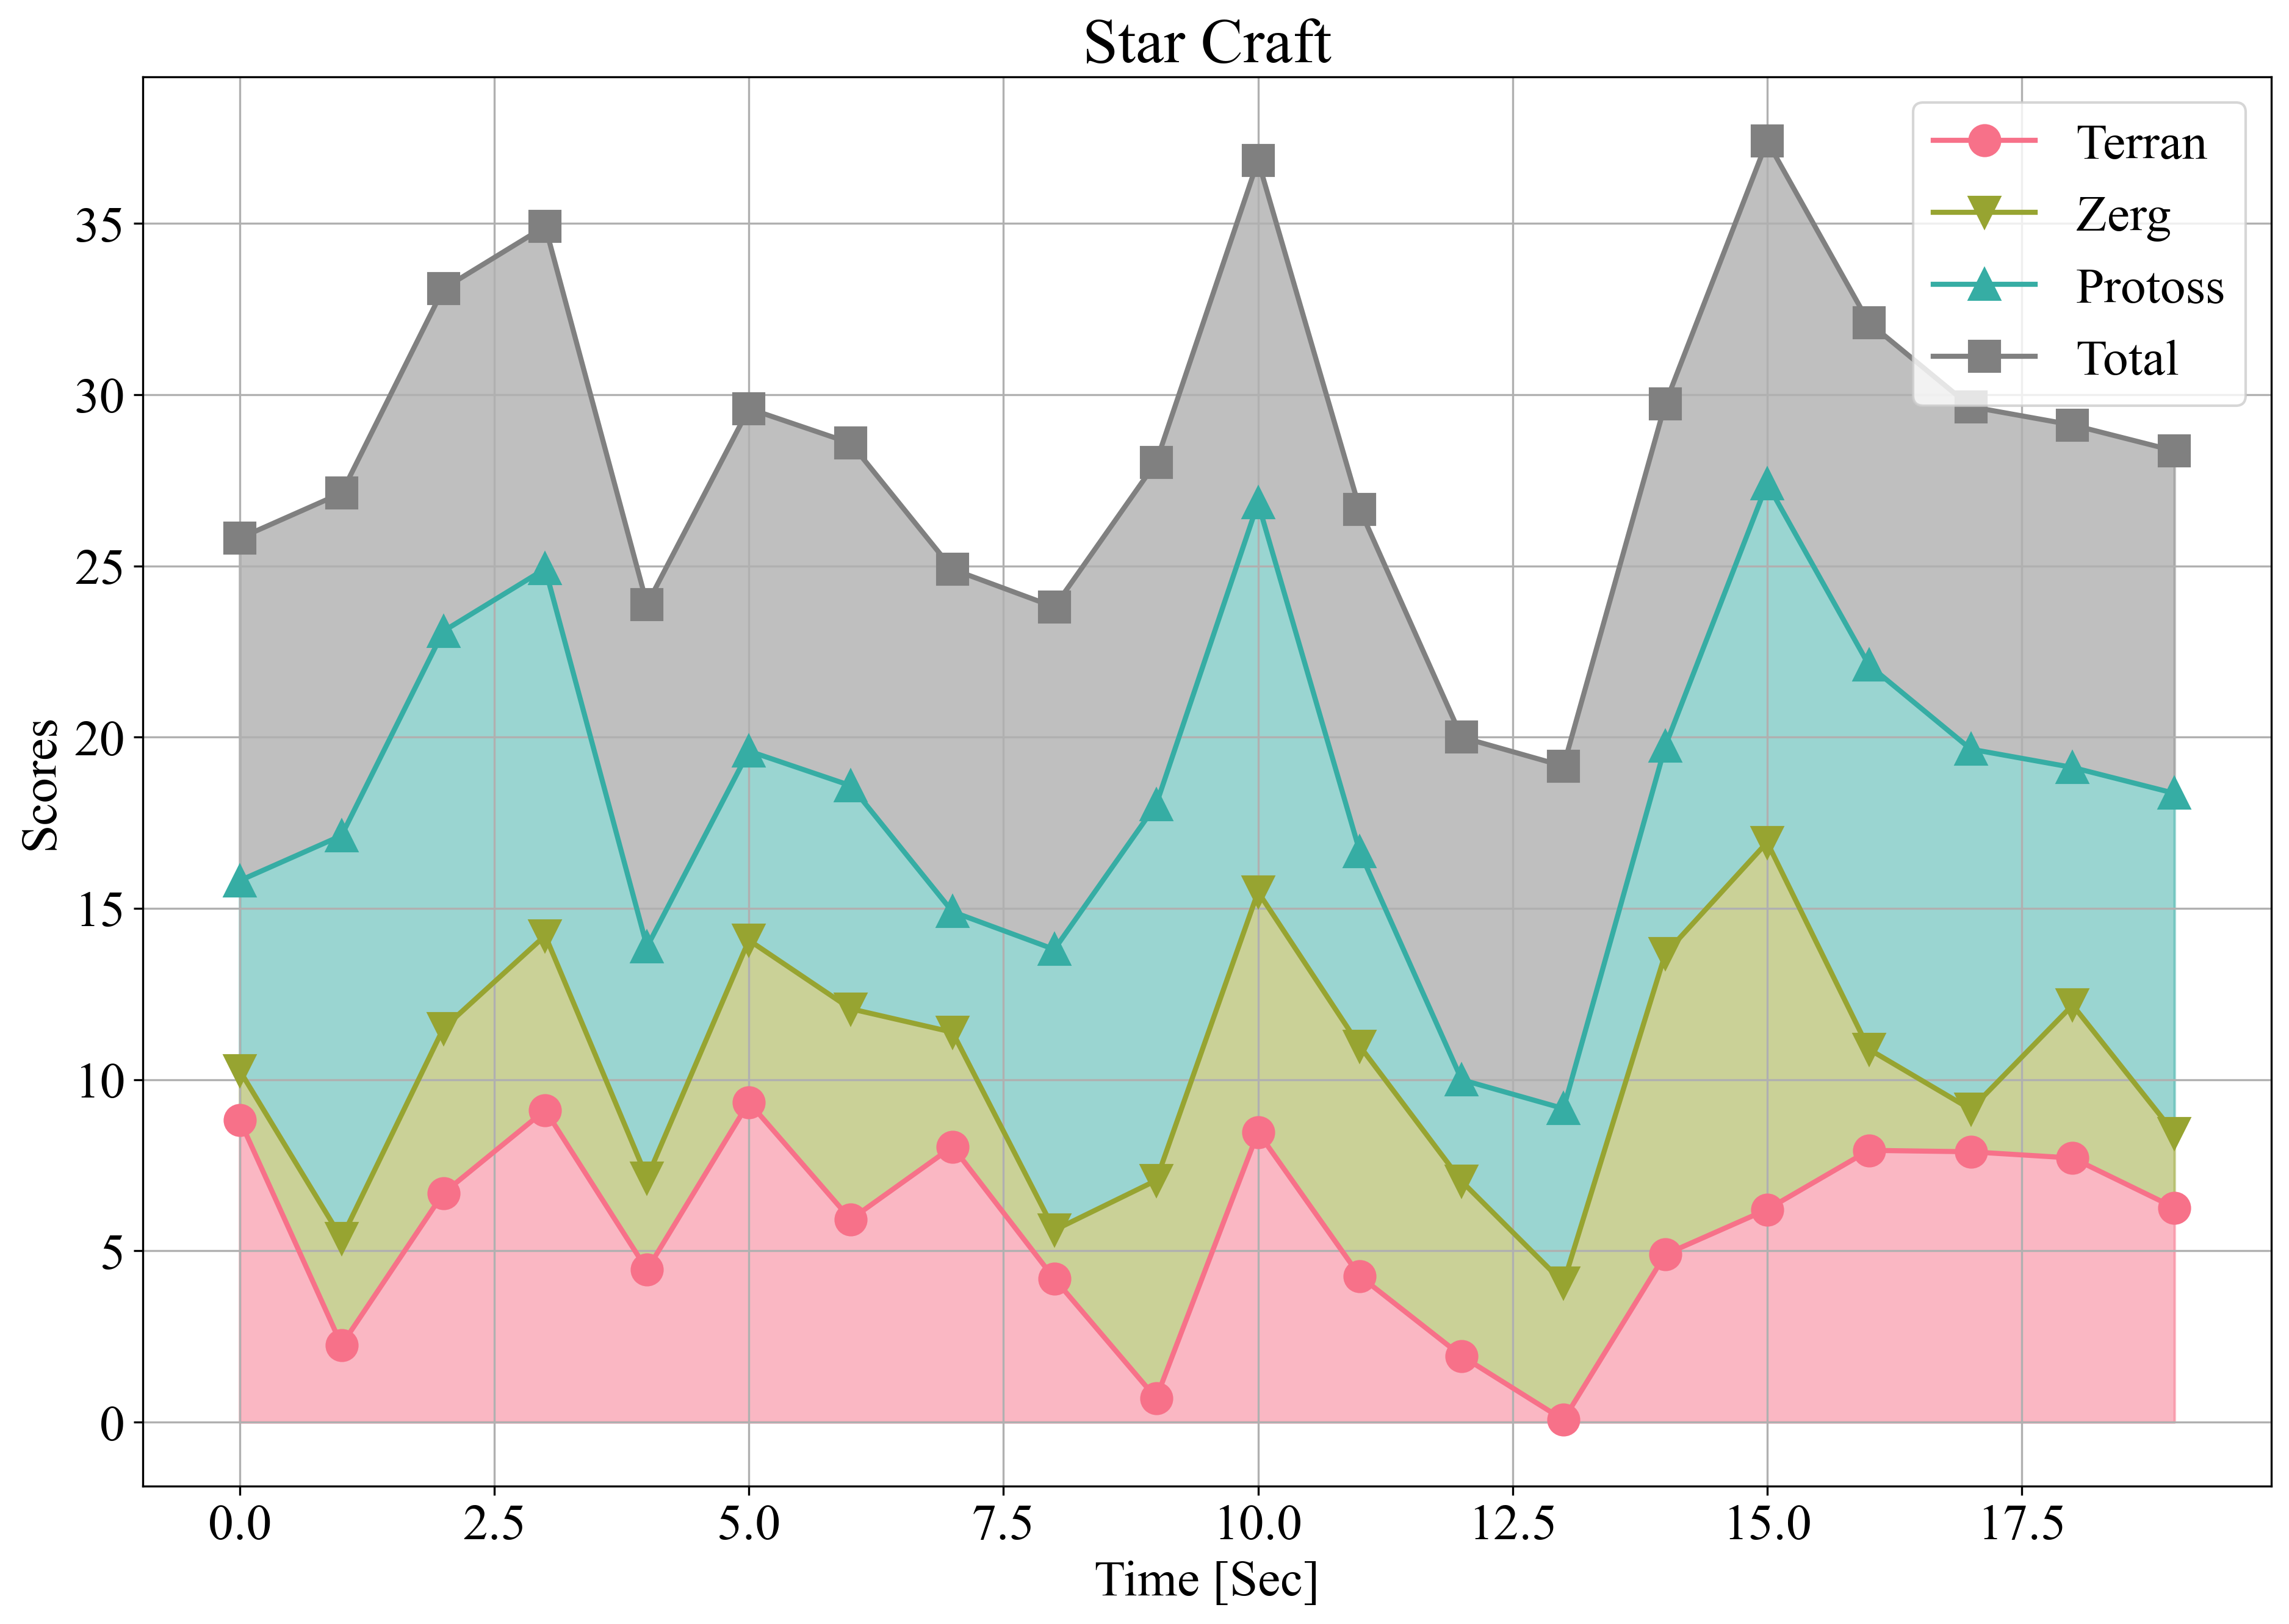 Star Craft
Terran
Zerg
Protoss
Total
35
30
25
20
15
10
5
0
Scores
0.0 2.5 5.0 7.5 10.0 12.5 15.0 17.5
Time [Sec]